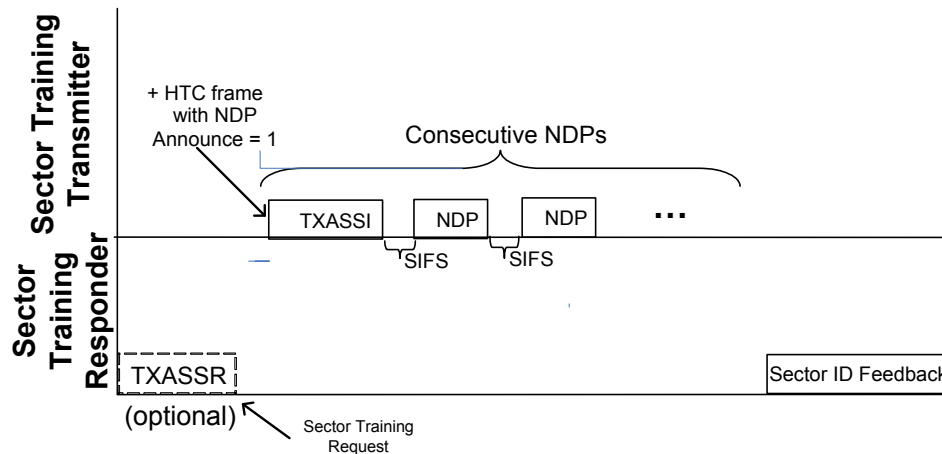 Sector Training
Transmitter
+ HTC frame
with NDP
Announce = 1
Consecutive NDPs
TXASSI
NDP
NDP
...
SIFS
SIFS
Sector
Training
Responder
TXASSR
(optional)
Sector Training
Request
Sector ID Feedback